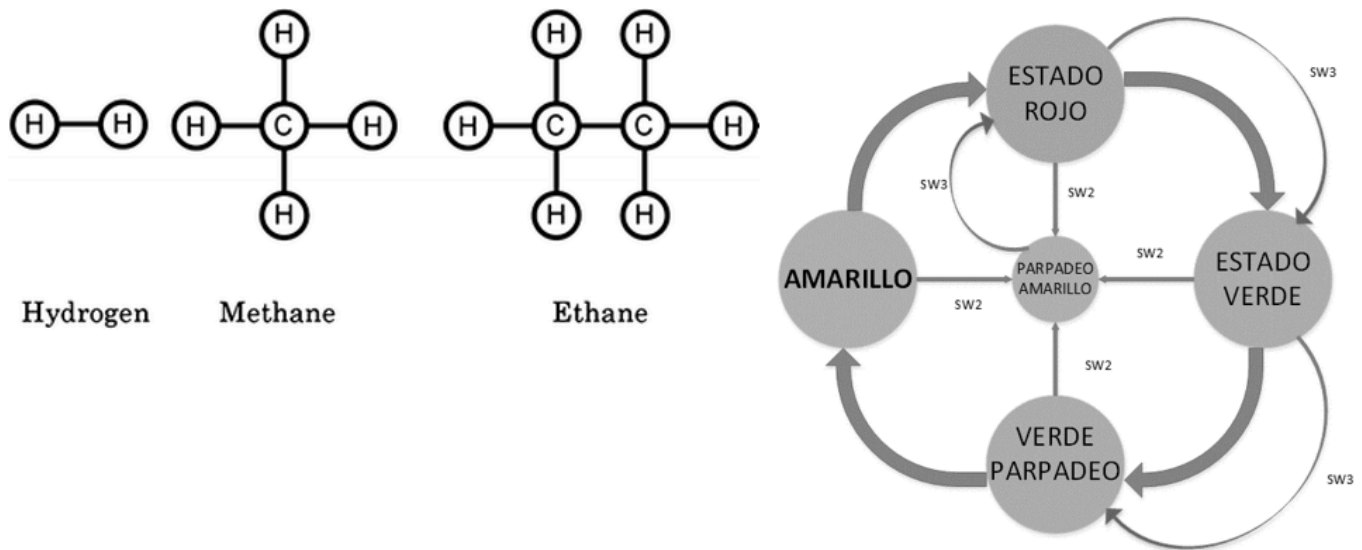 H H
H
H C H
H
H H
H C C H
H H
Hydrogen Methane Ethane
ESTADO
ROJO
SW3
SW3
SW2
AMARILLO
PARPADEO
AMARILLO
SW2
SW2
ESTADO
VERDE
SW2
VERDE
PARPADEO
SW3